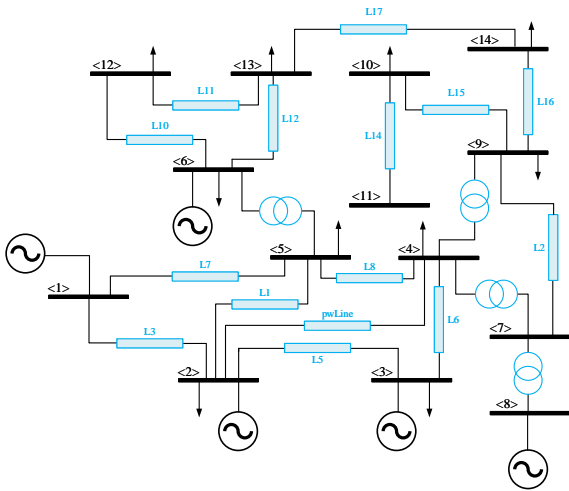 L17
<14>
<12>
<13>
<10>
L11
L15
L16
L12
L10
L14
<9>
<6>
<11>
<5>
<4>
L2
L7
L8
<1>
L1
pwLine
L6
<7>
L3
L5
<2>
<3>
<8>